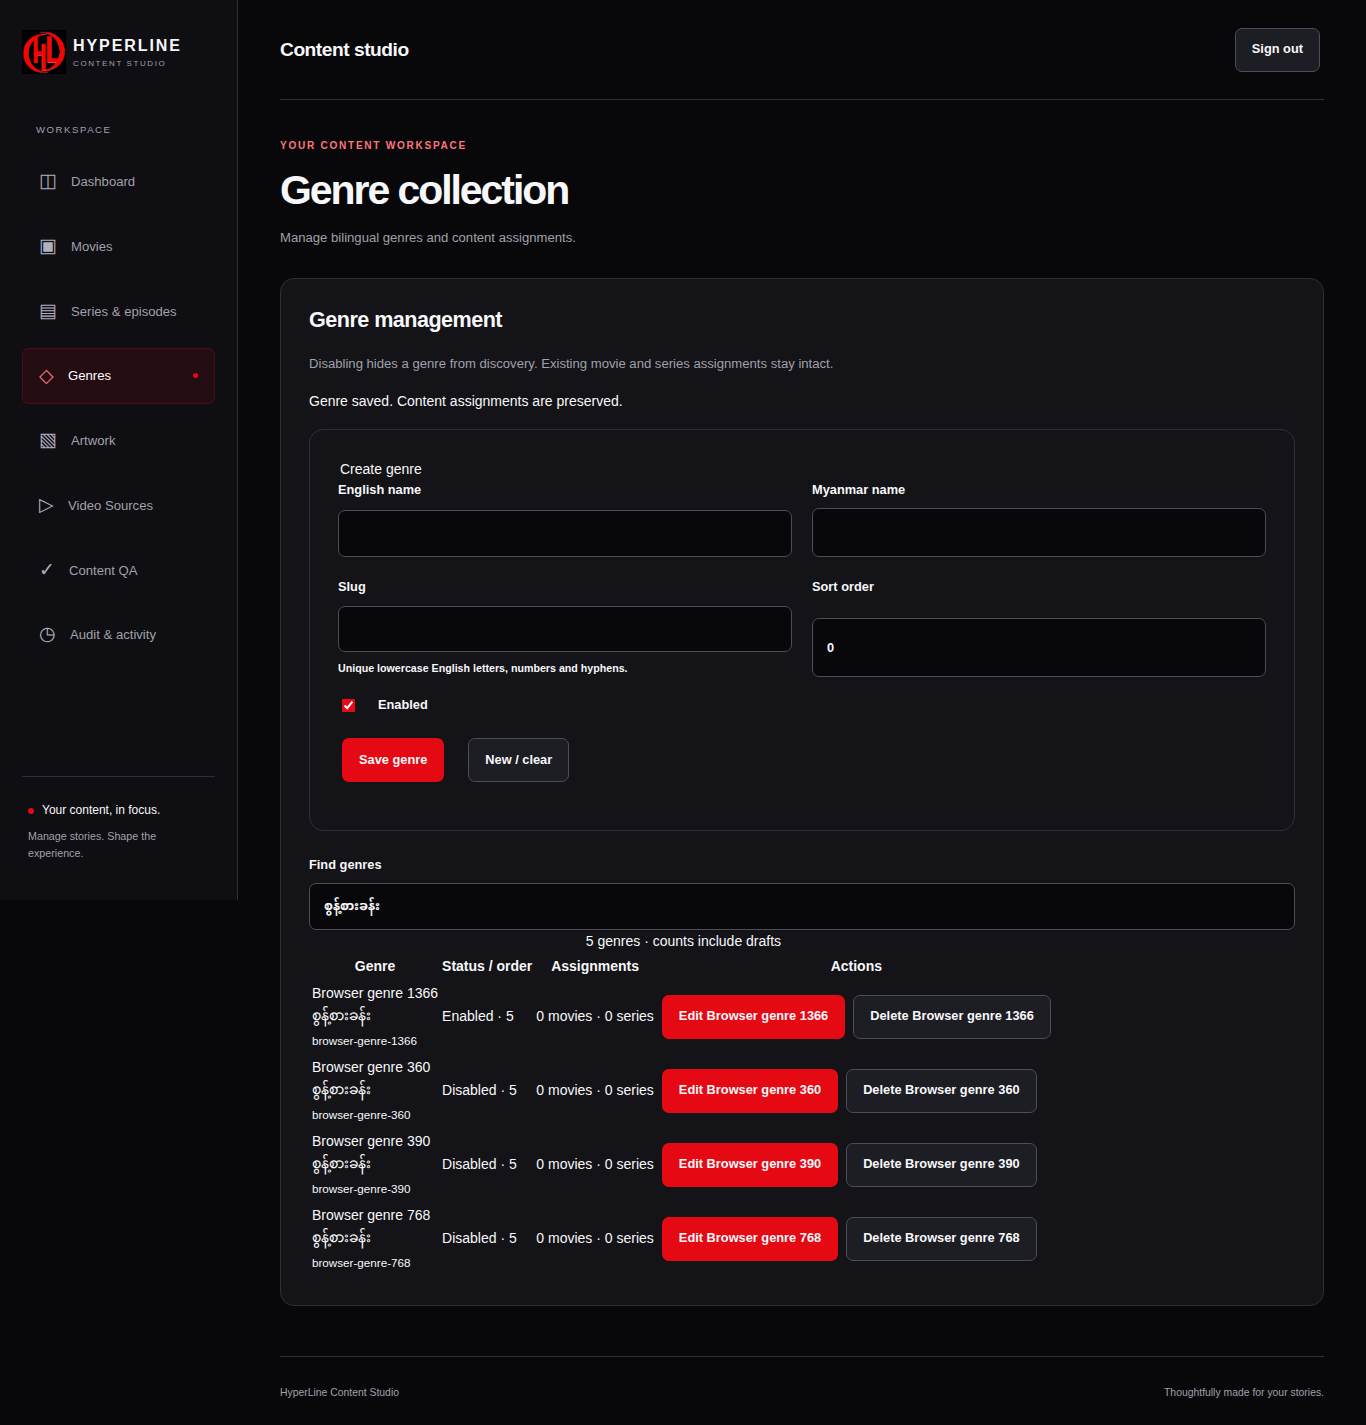 HYPERLINE
CONTENT STUDIO
WORKSPACE
Dashboard
Movies
Series & episodes
Genres
Artwork
Video Sources
Content QA
Audit & activity
Your content, in focus.
Manage stories. Shape the
experience.
Content studio
Sign out
YOUR CONTENT WORKSPACE
Genre collection
Manage bilingual genres and content assignments.
Genre management
Disabling hides a genre from discovery. Existing movie and series assignments stay intact.
Genre saved. Content assignments are preserved.
Create genre
English name
Myanmar name
Slug
Sort order
0
Unique lowercase English letters, numbers and hyphens.
Enabled
Save genre
New / clear
Find genres
စွန့်စားခန်း
5 genres · counts include drafts
Genre Status / order Assignments Actions
Browser genre 1366
စွန့်စားခန်း
browser-genre-1366
Enabled · 5
0 movies · 0 series
Edit Browser genre 1366
Delete Browser genre 1366
Browser genre 360
စွန့်စားခန်း
browser-genre-360
Disabled · 5
0 movies · 0 series
Edit Browser genre 360
Delete Browser genre 360
Browser genre 390
စွန့်စားခန်း
browser-genre-390
Disabled · 5
0 movies · 0 series
Edit Browser genre 390
Delete Browser genre 390
Browser genre 768
စွန့်စားခန်း
browser-genre-768
Disabled · 5
0 movies · 0 series
Edit Browser genre 768
Delete Browser genre 768
HyperLine Content Studio
Thoughtfully made for your stories.